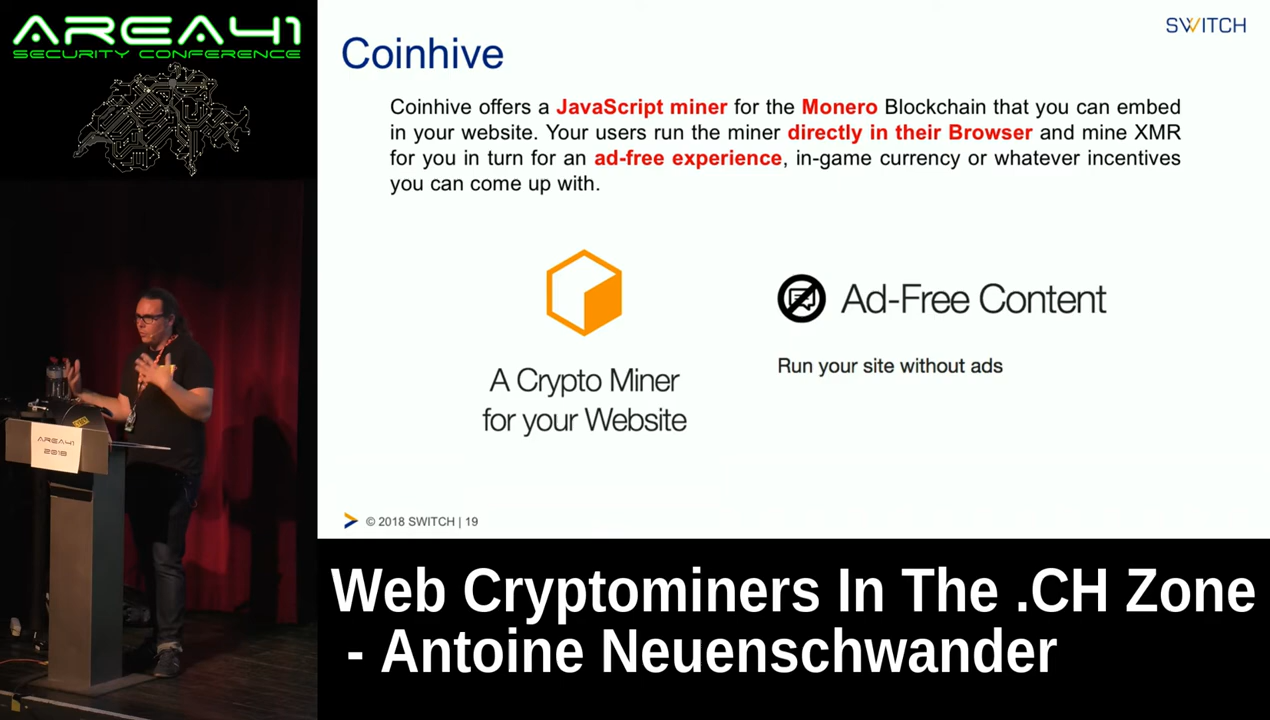 AREA41
SECURITY CONFERENCE
SWITCH
Coinhive
Coinhive offers a JavaScript miner for the Monero Blockchain that you can embed
in your website. Your users run the miner directly in their Browser and mine XMR
for you in turn for an ad-free experience, in-game currency or whatever incentives
you can come up with.
A Crypto Miner
for your Website
Ad-Free Content
Run your site without ads
© 2018 SWITCH | 19
AREA41
2018
Web Cryptominers In The .CH Zone
- Antoine Neuenschwander